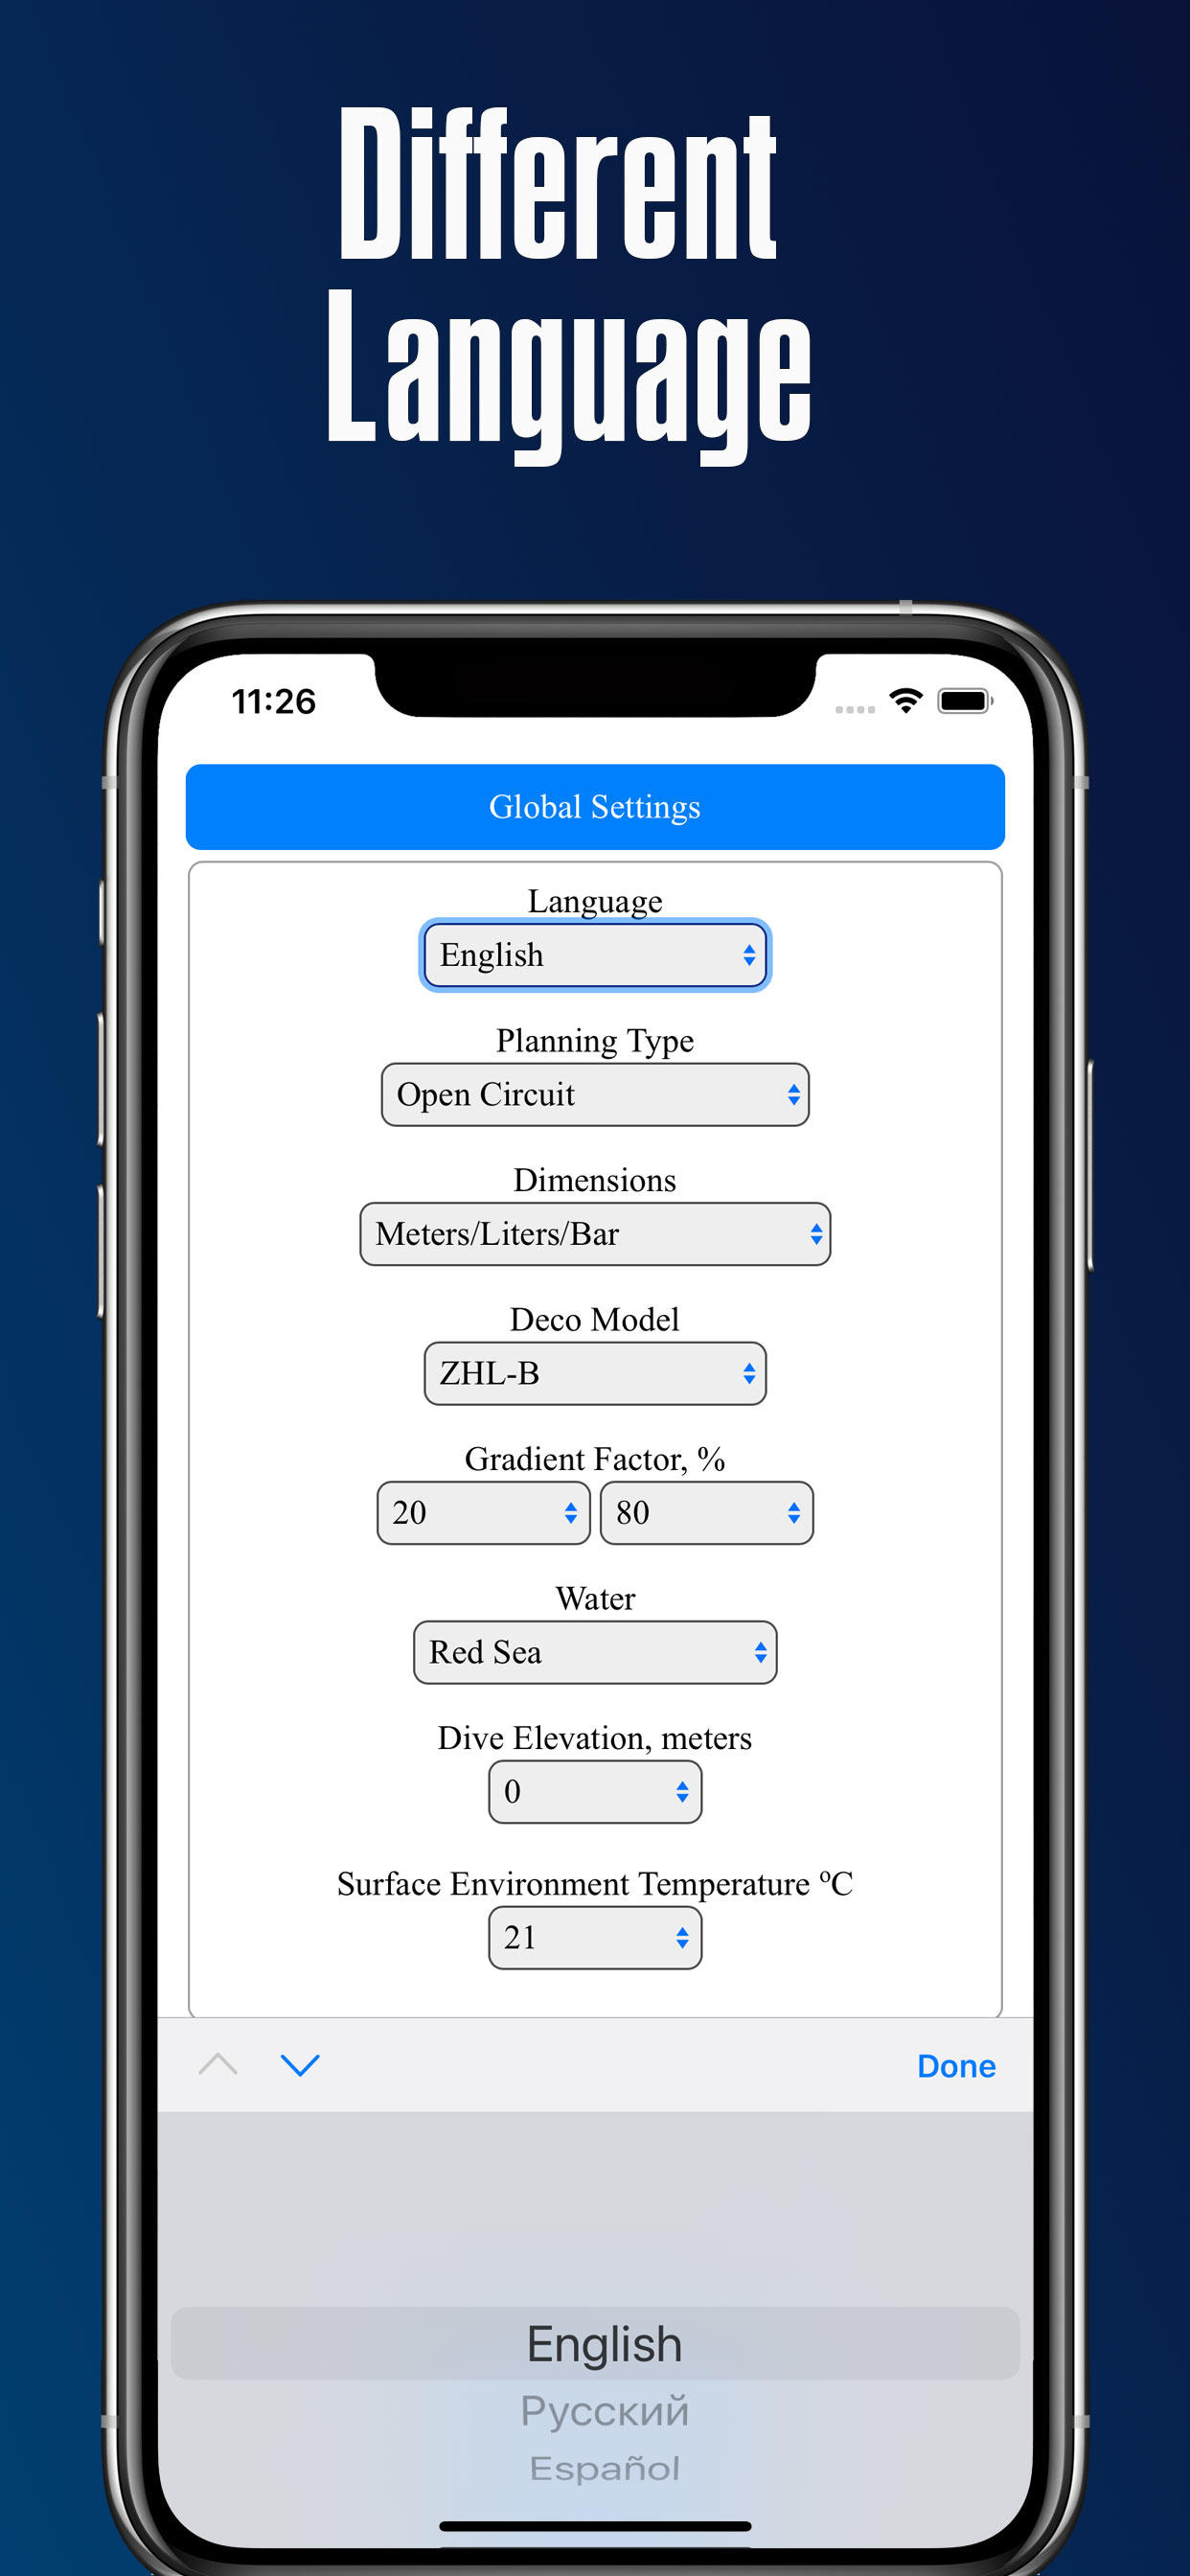 Different
Language
11:26
Global Settings
Language
English
Planning Type
Open Circuit
Dimensions
Meters/Liters/Bar
Deco Model
ZHL-B
Gradient Factor, %
20 80
Water
Red Sea
Dive Elevation, meters
0
Surface Environment Temperature ºC
21
Done
English
Русский
Español